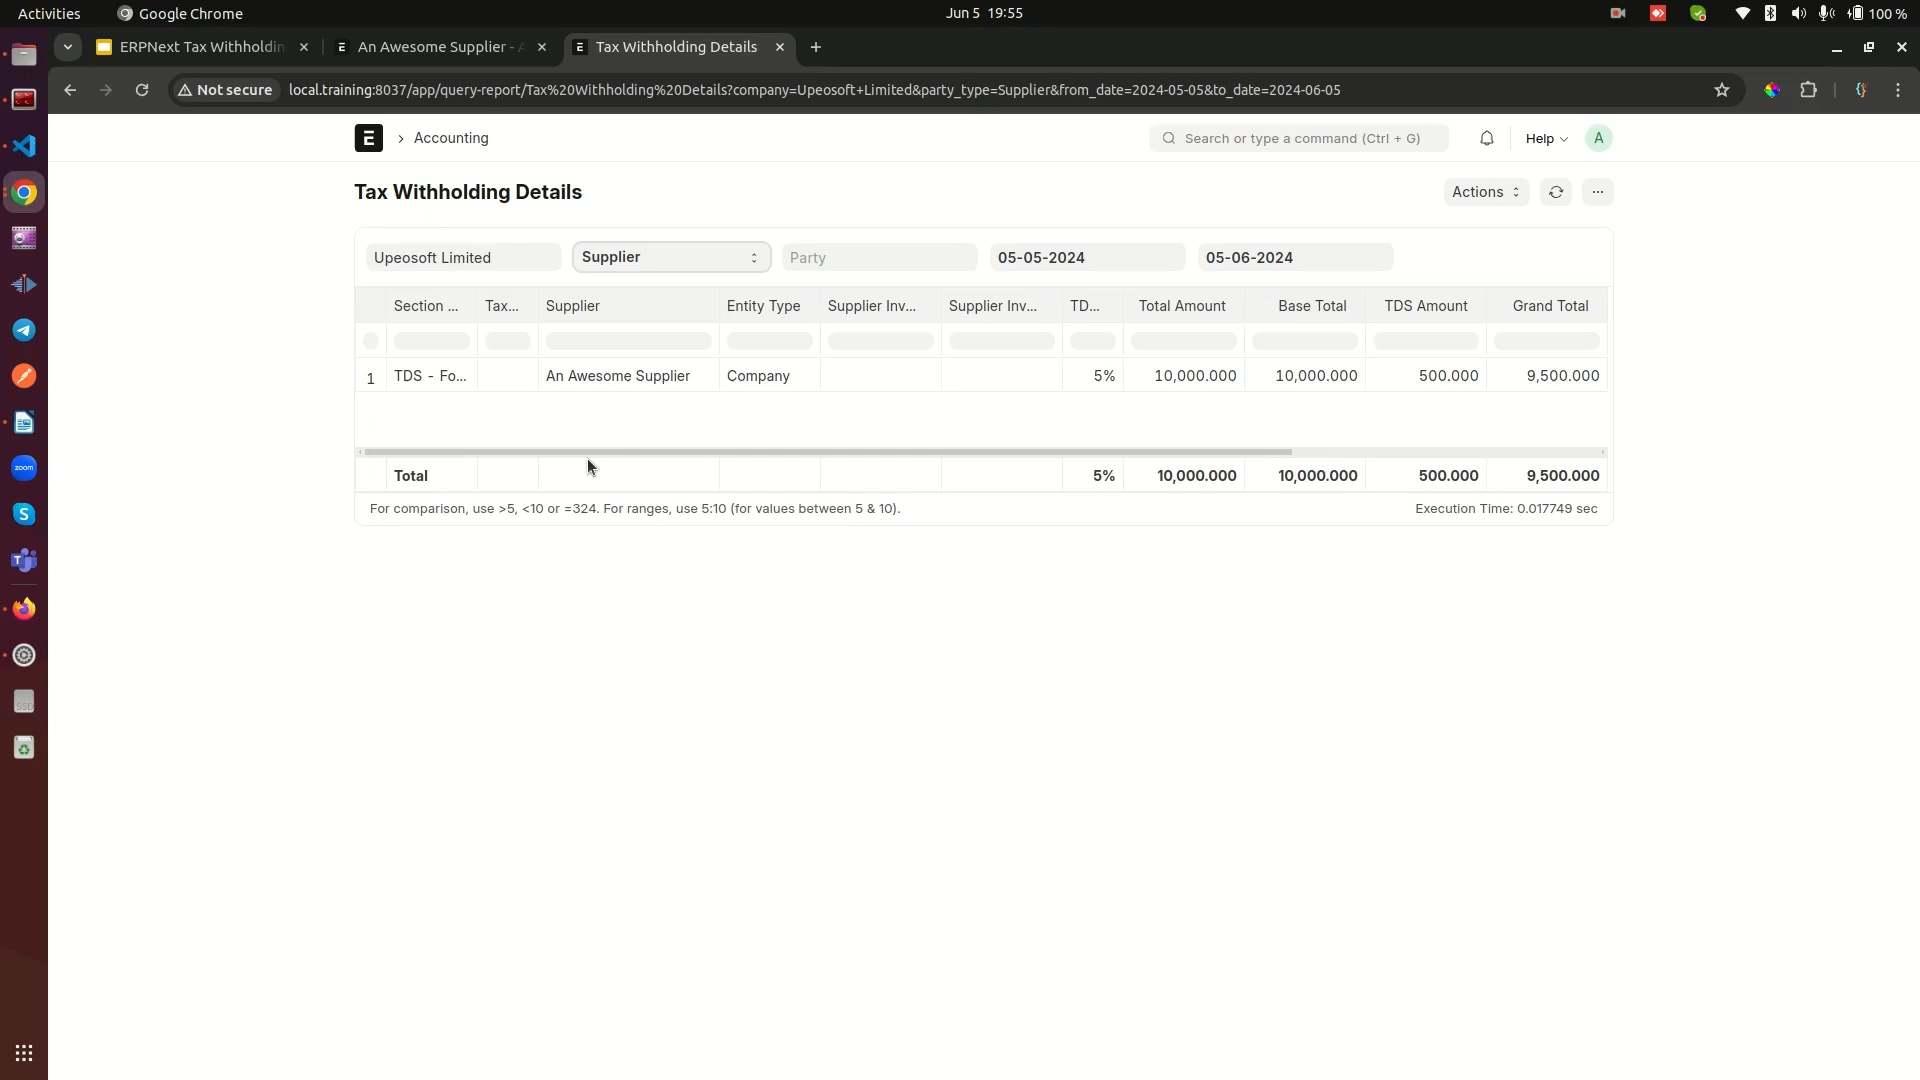 Activities
Google Chrome
Jun 5 19:55
100 %
ERPNext Tax Withholdin
E An Awesome Supplier - A
E Tax Withholding Details
Not secure
local.training:8037/app/query-report/Tax%20Withholding%20Details?company=Upeosoft+Limited&party_type=Supplier&from_date=2024-05-05&to_date=2024-06-05
E
Accounting
Search or type a command (Ctrl + G)
Help
A
Tax Withholding Details
Actions
Upeosoft Limited
Supplier
Party
05-05-2024
05-06-2024
Section ... Tax... Supplier Entity Type Supplier Inv... Supplier Inv... TD... Total Amount Base Total TDS Amount Grand Total
1 TDS - Fo... An Awesome Supplier Company 5% 10,000.000 10,000.000 500.000 9,500.000
Total 5% 10,000.000 10,000.000 500.000 9,500.000
For comparison, use >5, <10 or =324. For ranges, use 5:10 (for values between 5 & 10).
Execution Time: 0.017749 sec
zoom
S
T
SSD